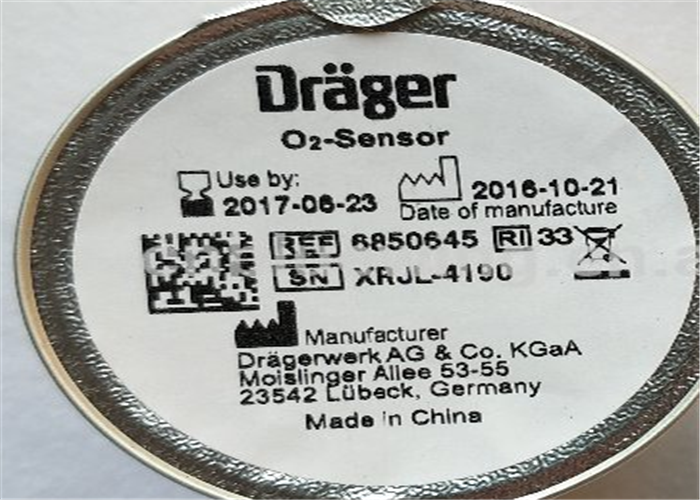 Dräger
O₂-Sensor
Use by:
2017-06-23
2016-10-21
Date of manufacture
REF 6850645 RI 33
SN XRJL-4190
Manufacturer
Drägerwerk AG & Co. KGaA
Moislinger Allee 53-55
23542 Lübeck, Germany
Made in China